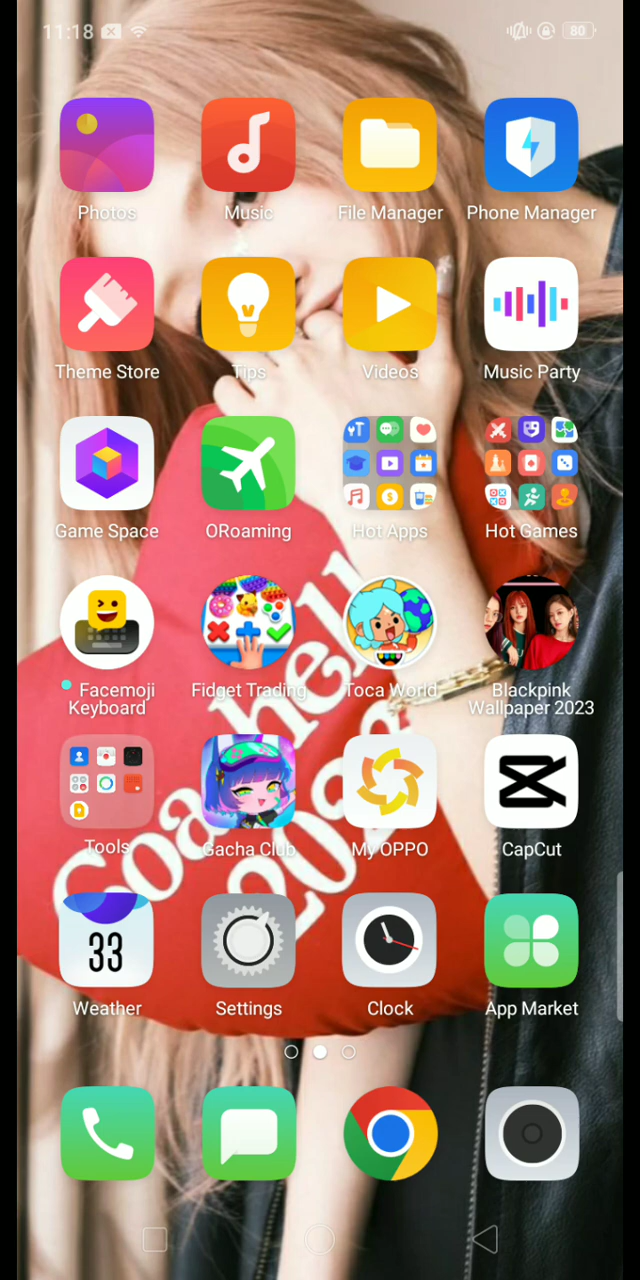 11:18
80
Photos
Music
File Manager
Phone Manager
Theme Store
Tips
Videos
Music Party
Game Space
ORoaming
Hot Apps
Hot Games
Facemoji
Keyboard
Fidget Trading
Toca World
Blackpink
Wallpaper 2023
Tools
Gacha Club
My OPPO
CapCut
33
Weather
Settings
Clock
App Market